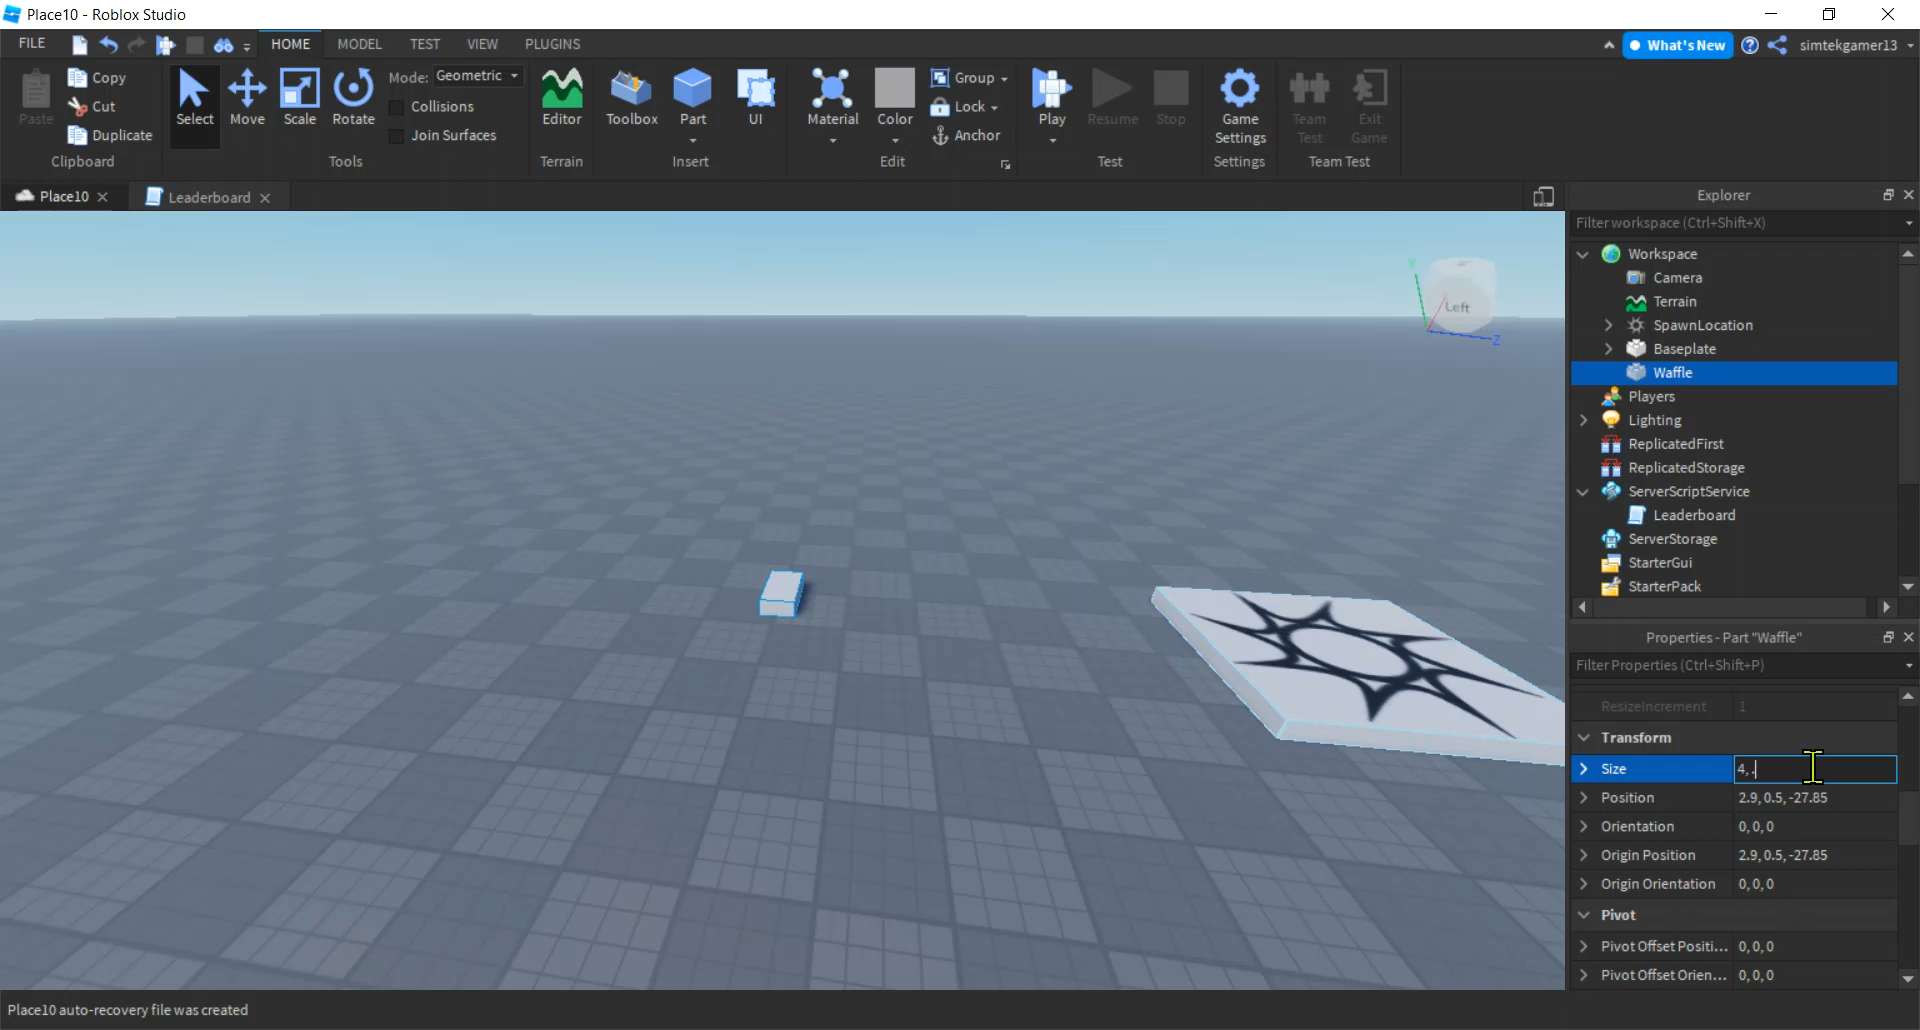 Place10 - Roblox Studio
FILE HOME MODEL TEST VIEW PLUGINS What's New simtekgamer13
Paste Copy Cut Duplicate Clipboard
Select Move Scale Rotate Mode: Geometric Collisions Join Surfaces Tools
Editor Terrain
Toolbox Part UI Insert
Material Color Group Lock Anchor Edit
Play Resume Stop Test
Game Settings Settings
Team Test Exit Game Team Test
Place10 Leaderboard
Left
Y
Z
Explorer
Filter workspace (Ctrl+Shift+X)
Workspace
Camera
Terrain
SpawnLocation
Baseplate
Waffle
Players
Lighting
ReplicatedFirst
ReplicatedStorage
ServerScriptService
Leaderboard
ServerStorage
StarterGui
StarterPack
Properties - Part "Waffle"
Filter Properties (Ctrl+Shift+P)
ResizeIncrement 1
Transform
Size 4, .
Position 2.9, 0.5, -27.85
Orientation 0, 0, 0
Origin Position 2.9, 0.5, -27.85
Origin Orientation 0, 0, 0
Pivot
Pivot Offset Positi... 0, 0, 0
Pivot Offset Orien... 0, 0, 0
Place10 auto-recovery file was created